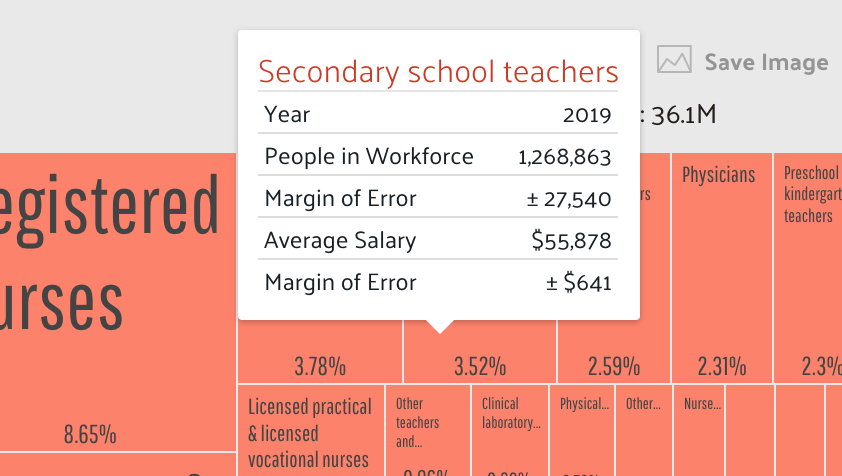 Secondary school teachers
Save Image
Year 2019
: 36.1M
People in Workforce 1,268,863
Margin of Error ± 27,540
Average Salary $55,878
Margin of Error ± $641
egistered
urses
8.65%
rs
Physicians
Preschool
kindergart
teachers
3.78%
3.52%
2.59%
2.31%
2.3%
Licensed practical
& licensed
vocational nurses
Other
teachers
and...
Clinical
laboratory...
Physical...
Other...
Nurse...